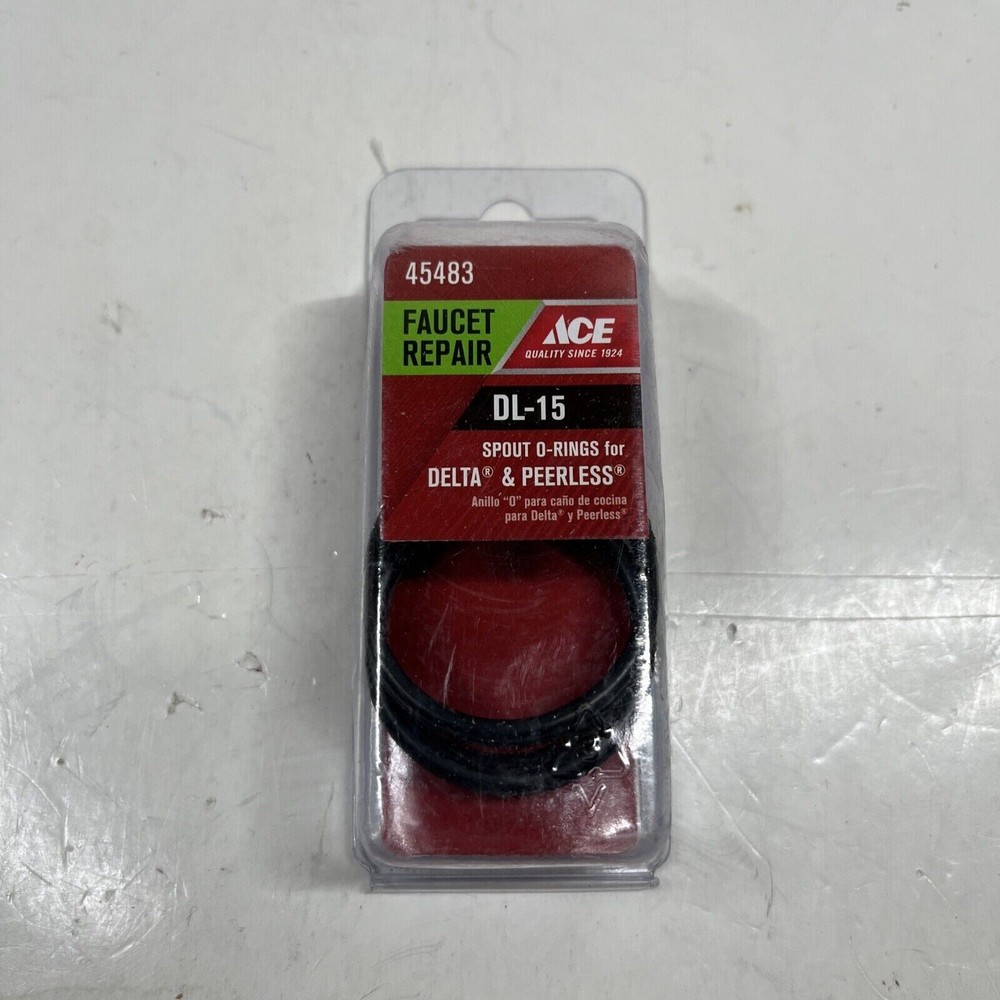 45483
FAUCET
REPAIR
ACE
QUALITY SINCE 1924
DL-15
SPOUT O-RINGS for
DELTA® & PEERLESS®
Anillo "O" para caño de cocina
para Delta® y Peerless®